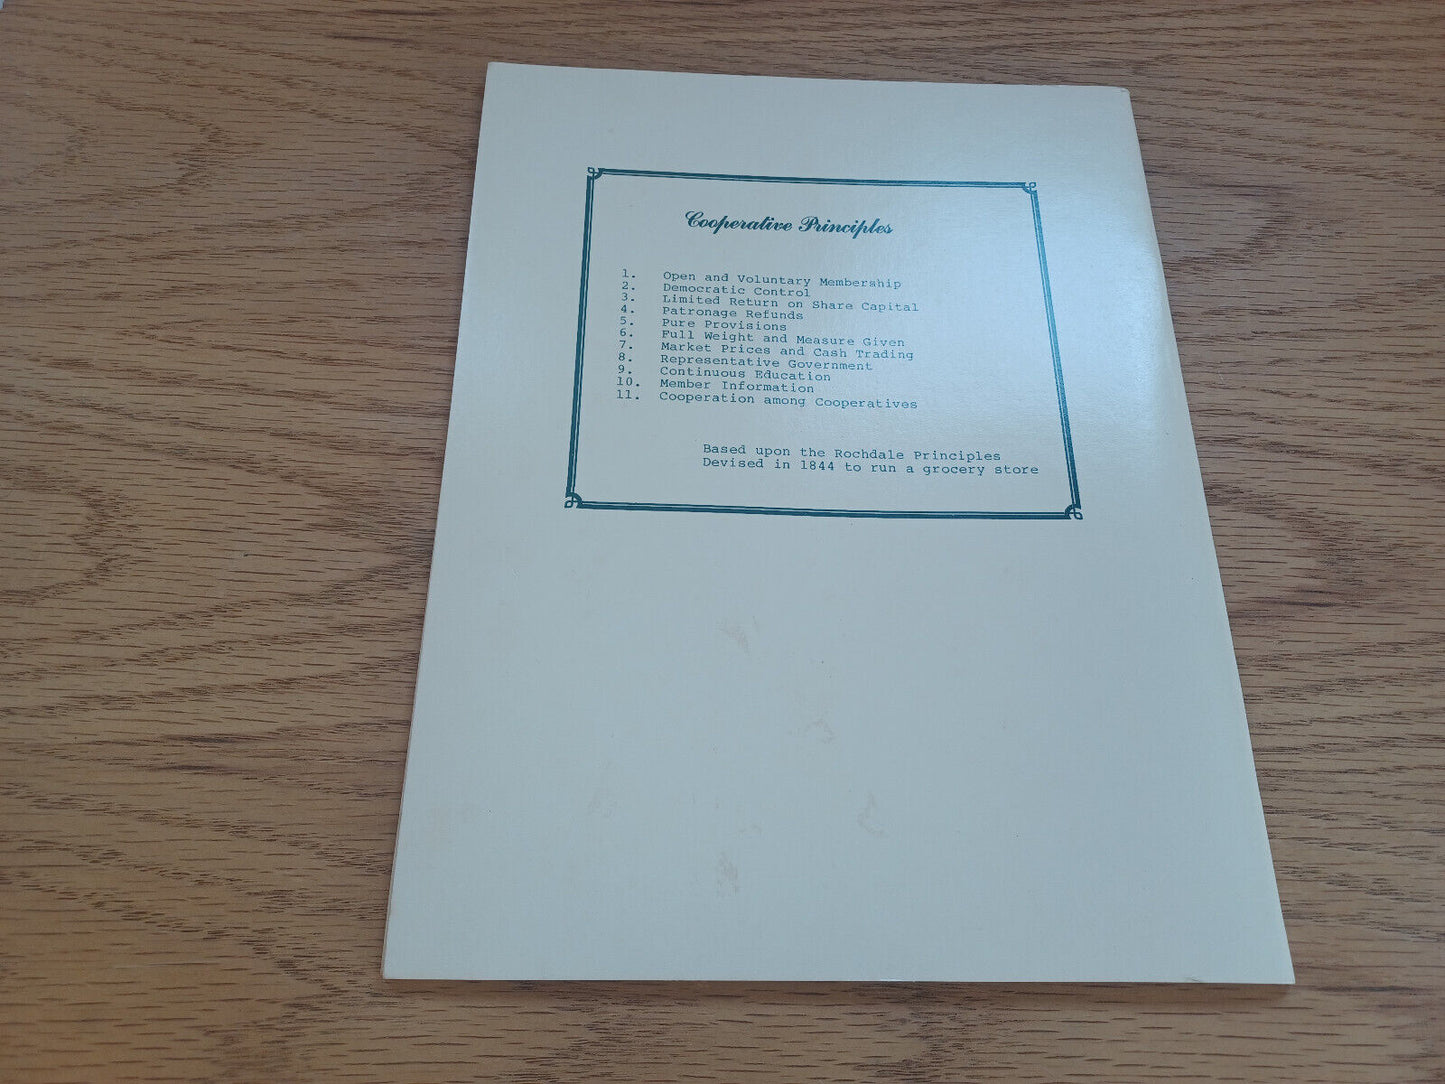 Cooperative Principles
1. Open and Voluntary Membership
2. Democratic Control
3. Limited Return on Share Capital
4. Patronage Refunds
5. Pure Provisions
6. Full Weight and Measure Given
7. Market Prices and Cash Trading
8. Representative Government
9. Continuous Education
10. Member Information
11. Cooperation among Cooperatives
Based upon the Rochdale Principles
Devised in 1844 to run a grocery store